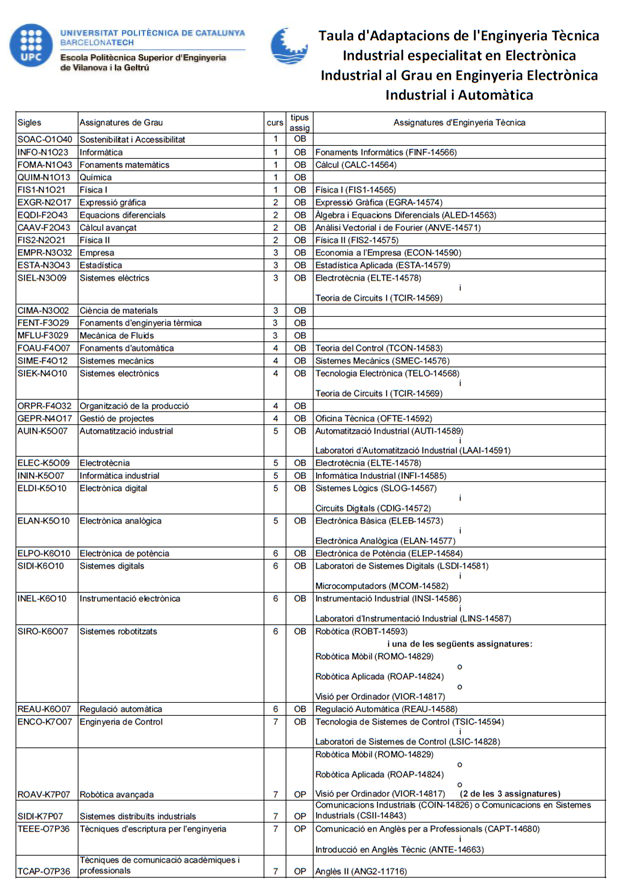 UNIVERSITAT POLITÈCNICA DE CATALUNYA
BARCELONATECH
Escola Politècnica Superior d'Enginyeria
de Vilanova i la Geltrú
UPC
Taula d'Adaptacions de l'Enginyeria Tècnica
Industrial especialitat en Electrònica
Industrial al Grau en Enginyeria Electrònica
Industrial i Automàtica
Sigles Assignatures de Grau curs tipus assig Assignatures d'Enginyeria Tècnica
SOAC-O1O40 Sostenibilitat i Accessibilitat 1 OB
INFO-N1O23 Informàtica 1 OB Fonaments Informàtics (FINF-14566)
FOMA-N1O43 Fonaments matemàtics 1 OB Càlcul (CALC-14564)
QUIM-N1O13 Química 1 OB
FIS1-N1O21 Física I 1 OB Física I (FIS1-14565)
EXGR-N2O17 Expressió gràfica 2 OB Expressió Gràfica (EGRA-14574)
EQDI-F2O43 Equacions diferencials 2 OB Àlgebra i Equacions Diferencials (ALED-14563)
CAAV-F2O43 Càlcul avançat 2 OB Anàlisi Vectorial i de Fourier (ANVE-14571)
FIS2-N2O21 Física II 2 OB Física II (FIS2-14575)
EMPR-N3O32 Empresa 3 OB Economia a l'Empresa (ECON-14590)
ESTA-N3O43 Estadística 3 OB Estadística Aplicada (ESTA-14579)
SIEL-N3O09 Sistemes elèctrics 3 OB Electrotècnia (ELTE-14578)
i
Teoria de Circuits I (TCIR-14569)
CIMA-N3O02 Ciència de materials 3 OB
FENT-F3O29 Fonaments d'enginyeria tèrmica 3 OB
MFLU-F3029 Mecànica de Fluids 3 OB
FOAU-F4O07 Fonaments d'automàtica 4 OB Teoria del Control (TCON-14583)
SIME-F4O12 Sistemes mecànics 4 OB Sistemes Mecànics (SMEC-14576)
SIEK-N4O10 Sistemes electrònics 4 OB Tecnologia Electrònica (TELO-14568)
i
Teoria de Circuits I (TCIR-14569)
ORPR-F4O32 Organització de la producció 4 OB
GEPR-N4O17 Gestió de projectes 4 OB Oficina Tècnica (OFTE-14592)
AUIN-K5O07 Automatització industrial 5 OB Automatització Industrial (AUTI-14589)
i
Laboratori d'Automatització Industrial (LAAI-14591)
ELEC-K5O09 Electrotècnia 5 OB Electrotècnia (ELTE-14578)
ININ-K5O07 Informàtica industrial 5 OB Informàtica Industrial (INFI-14585)
ELDI-K5O10 Electrònica digital 5 OB Sistemes Lògics (SLOG-14567)
i
Circuits Digitals (CDIG-14572)
ELAN-K5O10 Electrònica analògica 5 OB Electrònica Bàsica (ELEB-14573)
i
Electrònica Analògica (ELAN-14577)
ELPO-K6O10 Electrònica de potència 6 OB Electrònica de Potència (ELEP-14584)
SIDI-K6O10 Sistemes digitals 6 OB Laboratori de Sistemes Digitals (LSDI-14581)
i
Microcomputadors (MCOM-14582)
INEL-K6O10 Instrumentació electrònica 6 OB Instrumentació Industrial (INSI-14586)
i
Laboratori d'Instrumentació Industrial (LINS-14587)
SIRO-K6O07 Sistemes robotitzats 6 OB Robòtica (ROBT-14593)
i una de les següents assignatures:
Robòtica Mòbil (ROMO-14829)
o
Robòtica Aplicada (ROAP-14824)
o
Visió per Ordinador (VIOR-14817)
REAU-K6O07 Regulació automàtica 6 OB Regulació Automàtica (REAU-14588)
ENCO-K7O07 Enginyeria de Control 7 OB Tecnologia de Sistemes de Control (TSIC-14594)
i
Laboratori de Sistemes de Control (LSIC-14828)
Robòtica Mòbil (ROMO-14829)
o
Robòtica Aplicada (ROAP-14824)
o
ROAV-K7P07 Robòtica avançada 7 OP Visió per Ordinador (VIOR-14817) (2 de les 3 assignatures)
SIDI-K7P07 Sistemes distribuïts industrials 7 OP Comunicacions Industrials (COIN-14826) o Comunicacions en Sistemes Industrials (CSII-14843)
TEEE-O7P36 Tècniques d'escriptura per l'enginyeria 7 OP Comunicació en Anglès per a Professionals (CAPT-14680)
i
Introducció en Anglès Tècnic (ANTE-14663)
TCAP-O7P36 Tècniques de comunicació acadèmiques i professionals 7 OP Anglès II (ANG2-11716)